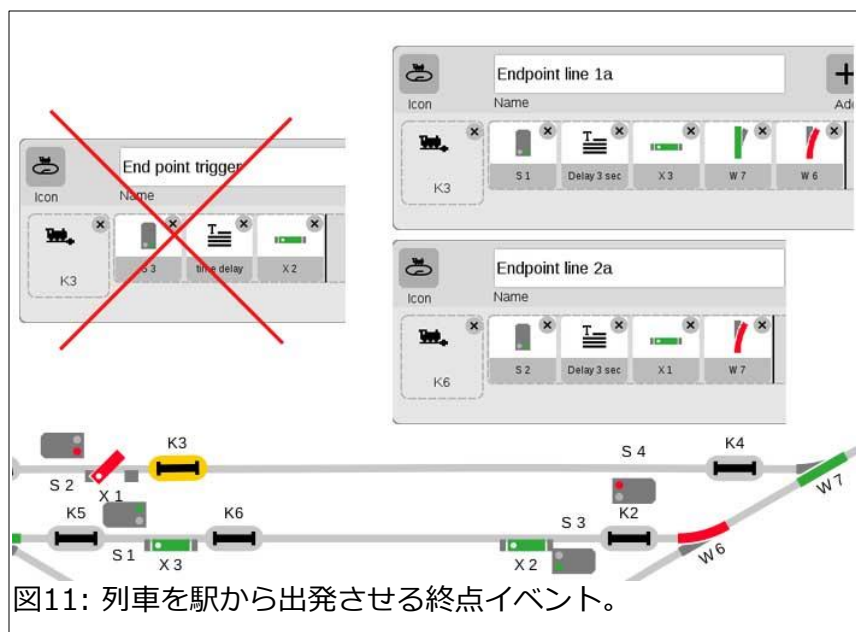 End point trigger
Icon
Name
K3
S 3
time delay
X 2
Endpoint line 1a
Icon
Name
Add
K3
S 1
Delay 3 sec
X 3
W 7
W 6
Endpoint line 2a
Icon
Name
K6
S 2
Delay 3 sec
X 1
W 7
K3
S 4
K4
S 2
X 1
W 7
K5
K6
S 3
K2
S 1
X 3
X 2
W 6
図11: 列車を駅から出発させる終点イベント。